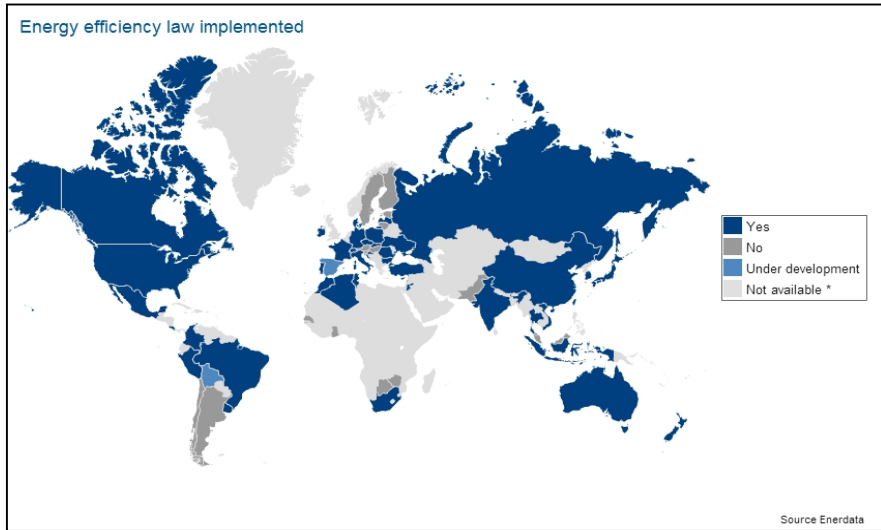 Energy efficiency law implemented
Yes
No
Under development
Not available *
Source Enerdata